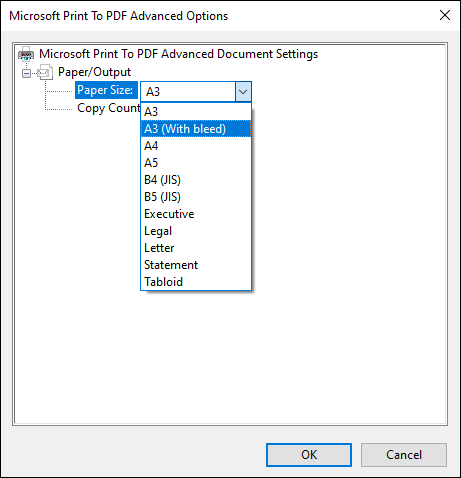 Microsoft Print To PDF Advanced Options
Microsoft Print To PDF Advanced Document Settings
Paper/Output
Paper Size: A3
Copy Count
A3
A3 (With bleed)
A4
A5
B4 (JIS)
B5 (JIS)
Executive
Legal
Letter
Statement
Tabloid
OK Cancel